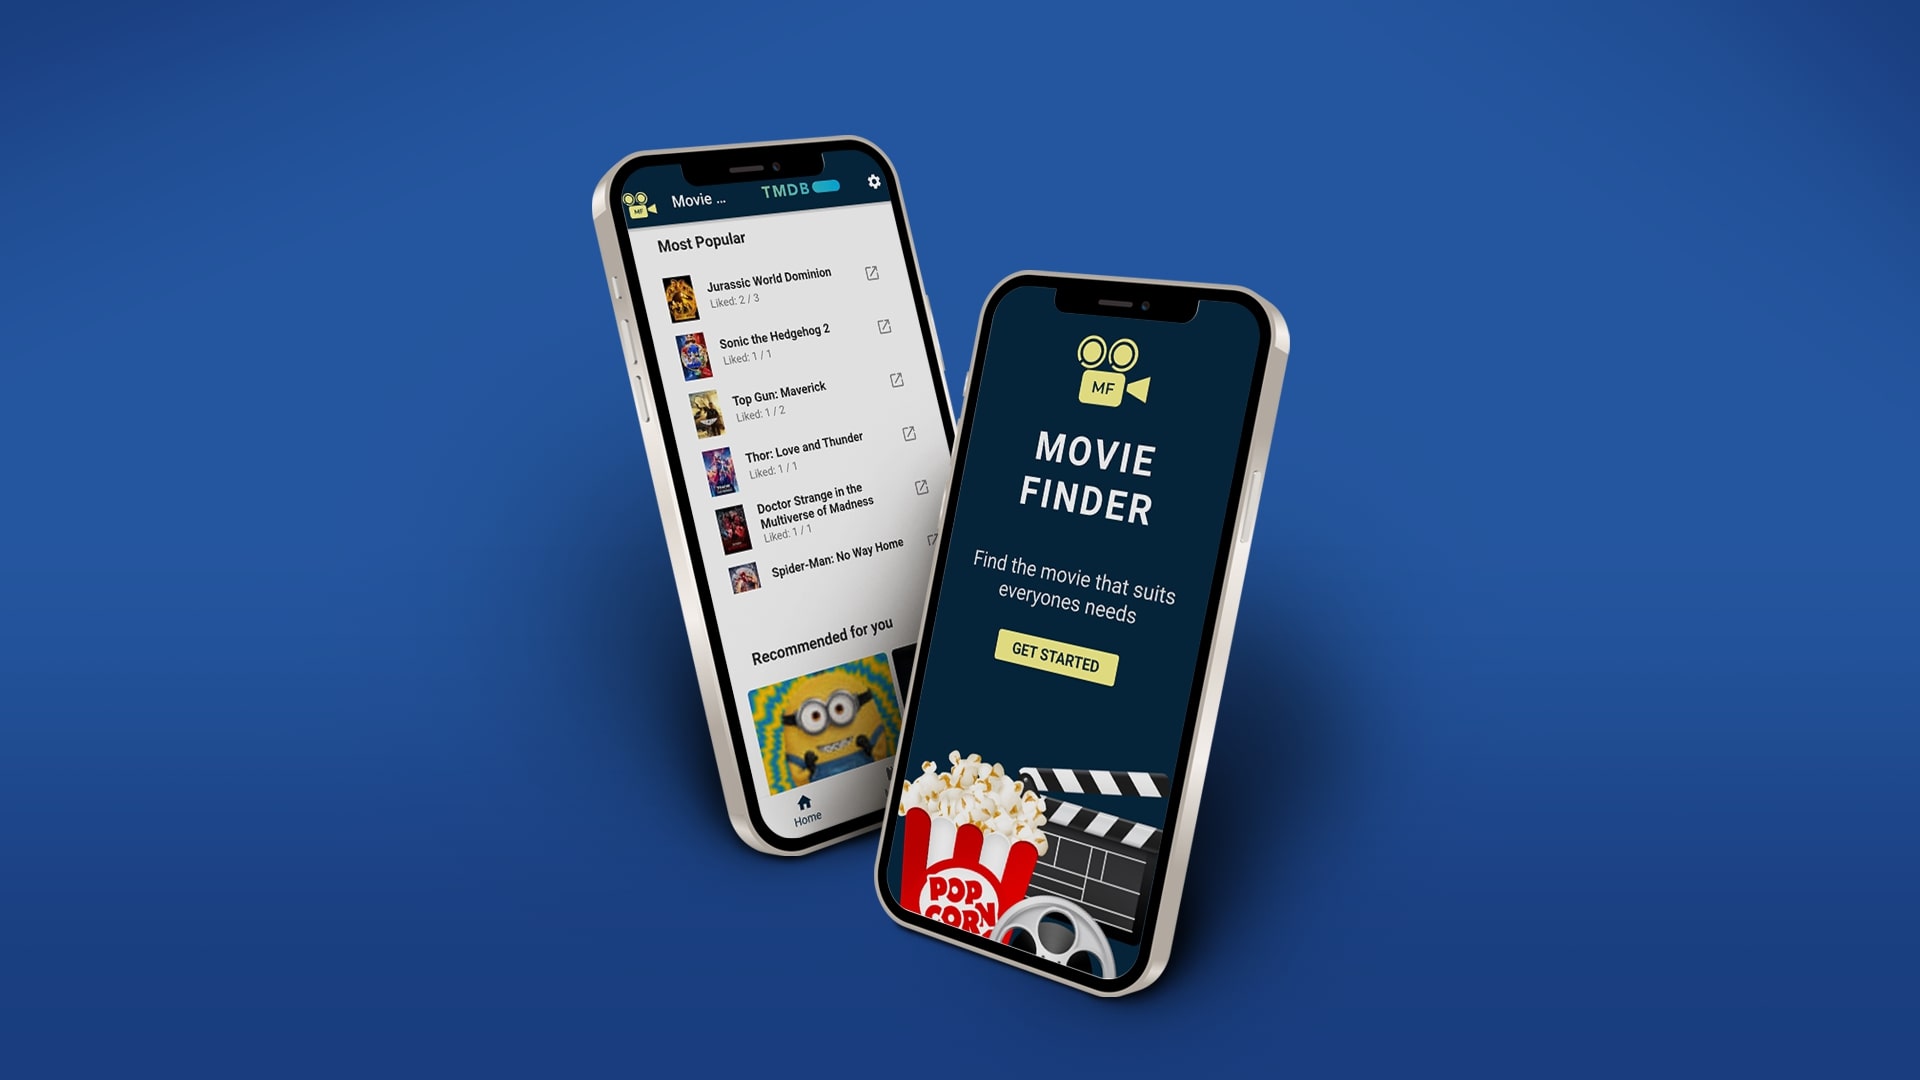 MF
Movie ...
TMDB
Most Popular
Jurassic World Dominion
Liked: 2 / 3
Sonic the Hedgehog 2
Liked: 1 / 1
Top Gun: Maverick
Liked: 1 / 2
Thor: Love and Thunder
Liked: 1 / 1
Doctor Strange in the
Multiverse of Madness
Liked: 1 / 1
Spider-Man: No Way Home
Recommended for you
Home
MF
MOVIE
FINDER
Find the movie that suits
everyones needs
GET STARTED
POP
CORN